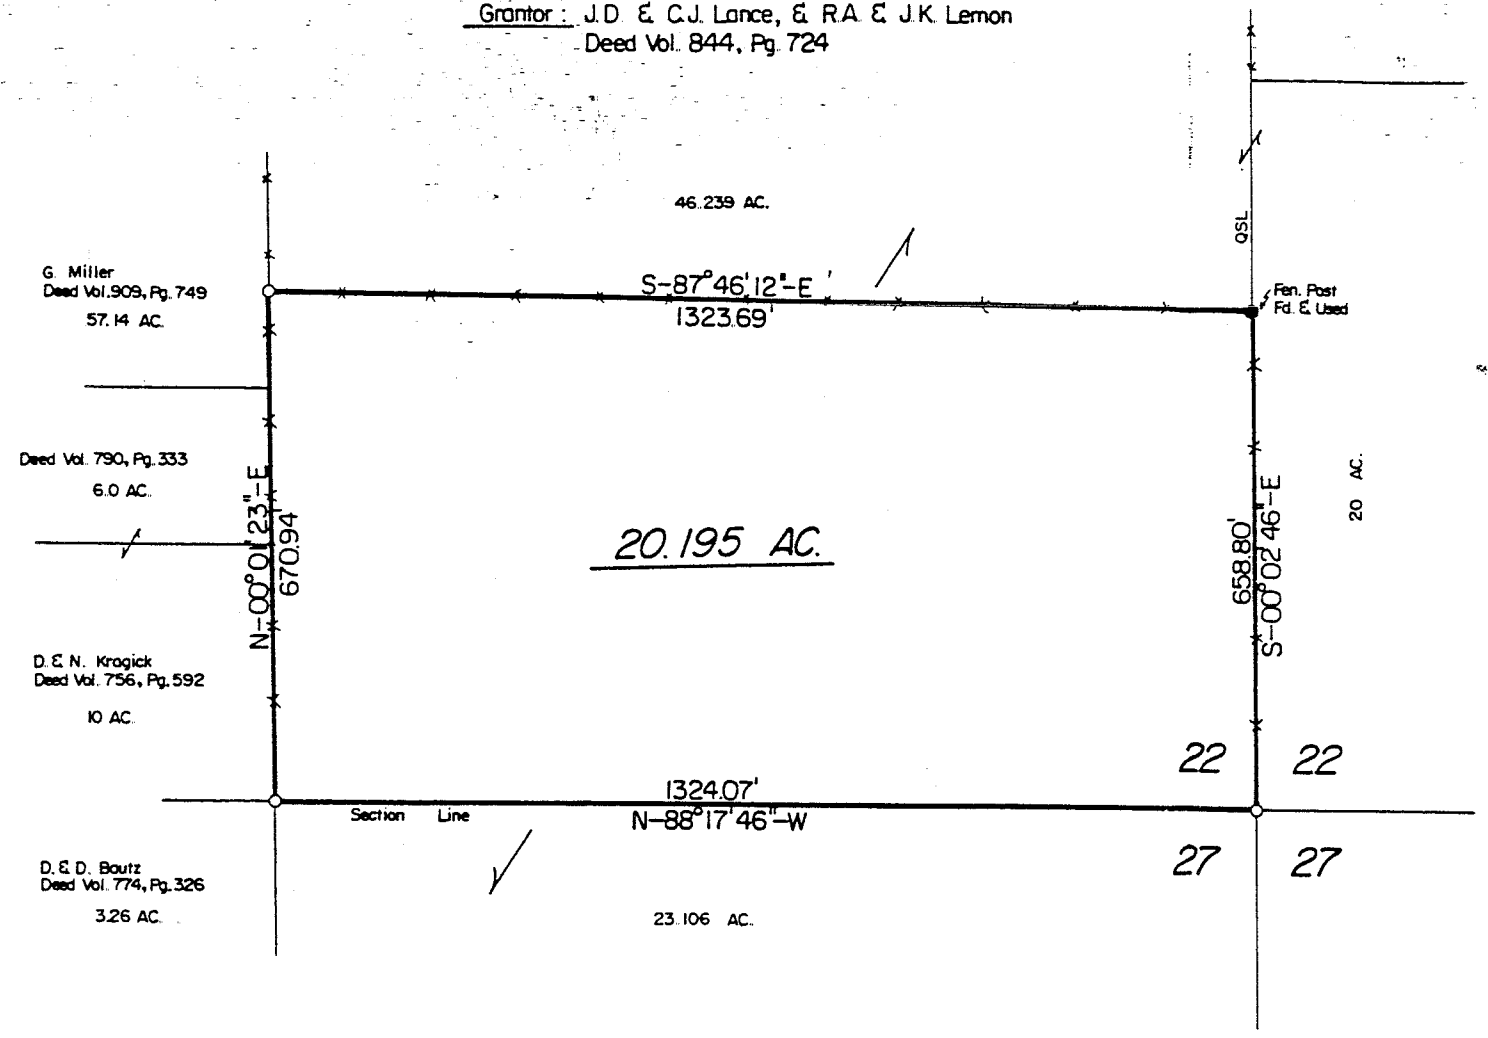 Grantor: J.D. & C.J. Lance, & R.A. & J.K. Lemon
Deed Vol. 844, Pg. 724
46.239 AC.
QSL
G. Miller
Deed Vol. 909, Pg. 749
57.14 AC.
S-87°46'12"-E
1323.69'
Fen. Post
Fd. & Used
Deed Vol. 790, Pg. 333
6.0 AC.
N-00°01'23"-E
670.94'
20.195 AC.
658.80'
S-00°02'46"-E
20 AC.
D. & N. Kragick
Deed Vol. 756, Pg. 592
10 AC.
22 22
1324.07'
Section Line
N-88°17'46"-W
27 27
D. & D. Boutz
Deed Vol. 774, Pg. 326
3.26 AC.
23.106 AC.